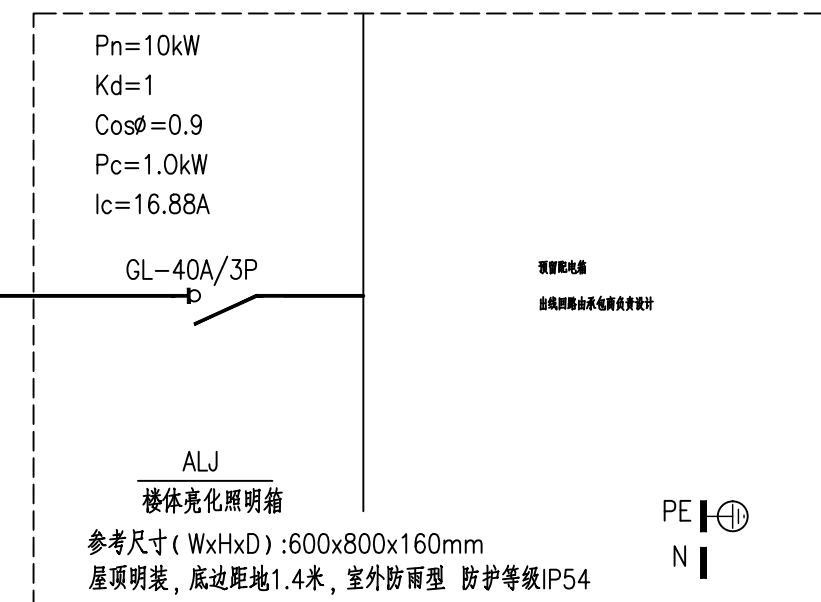 Pn=10kW
Kd=1
CosØ=0.9
Pc=1.0kW
Ic=16.88A
GL-40A/3P
预留配电箱
出线回路由承包商负责设计
ALJ
楼体亮化照明箱
参考尺寸(WxHxD):600x800x160mm
屋顶明装,底边距地1.4米,室外防雨型 防护等级IP54
PE
N